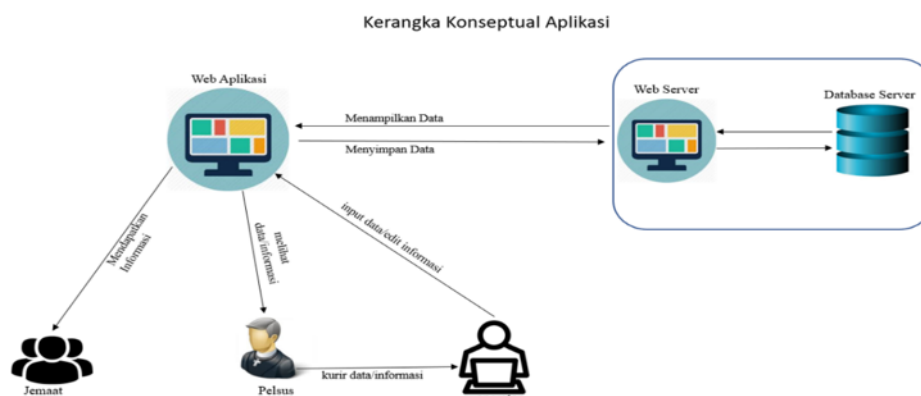 Kerangka Konseptual Aplikasi
Web Aplikasi
Web Server
Database Server
Menampilkan Data
Menyimpan Data
Mendapatkan
Informasi
melihat
data/informasi
input data/edit informasi
kurir data/informasi
Jemaat
Pelsus